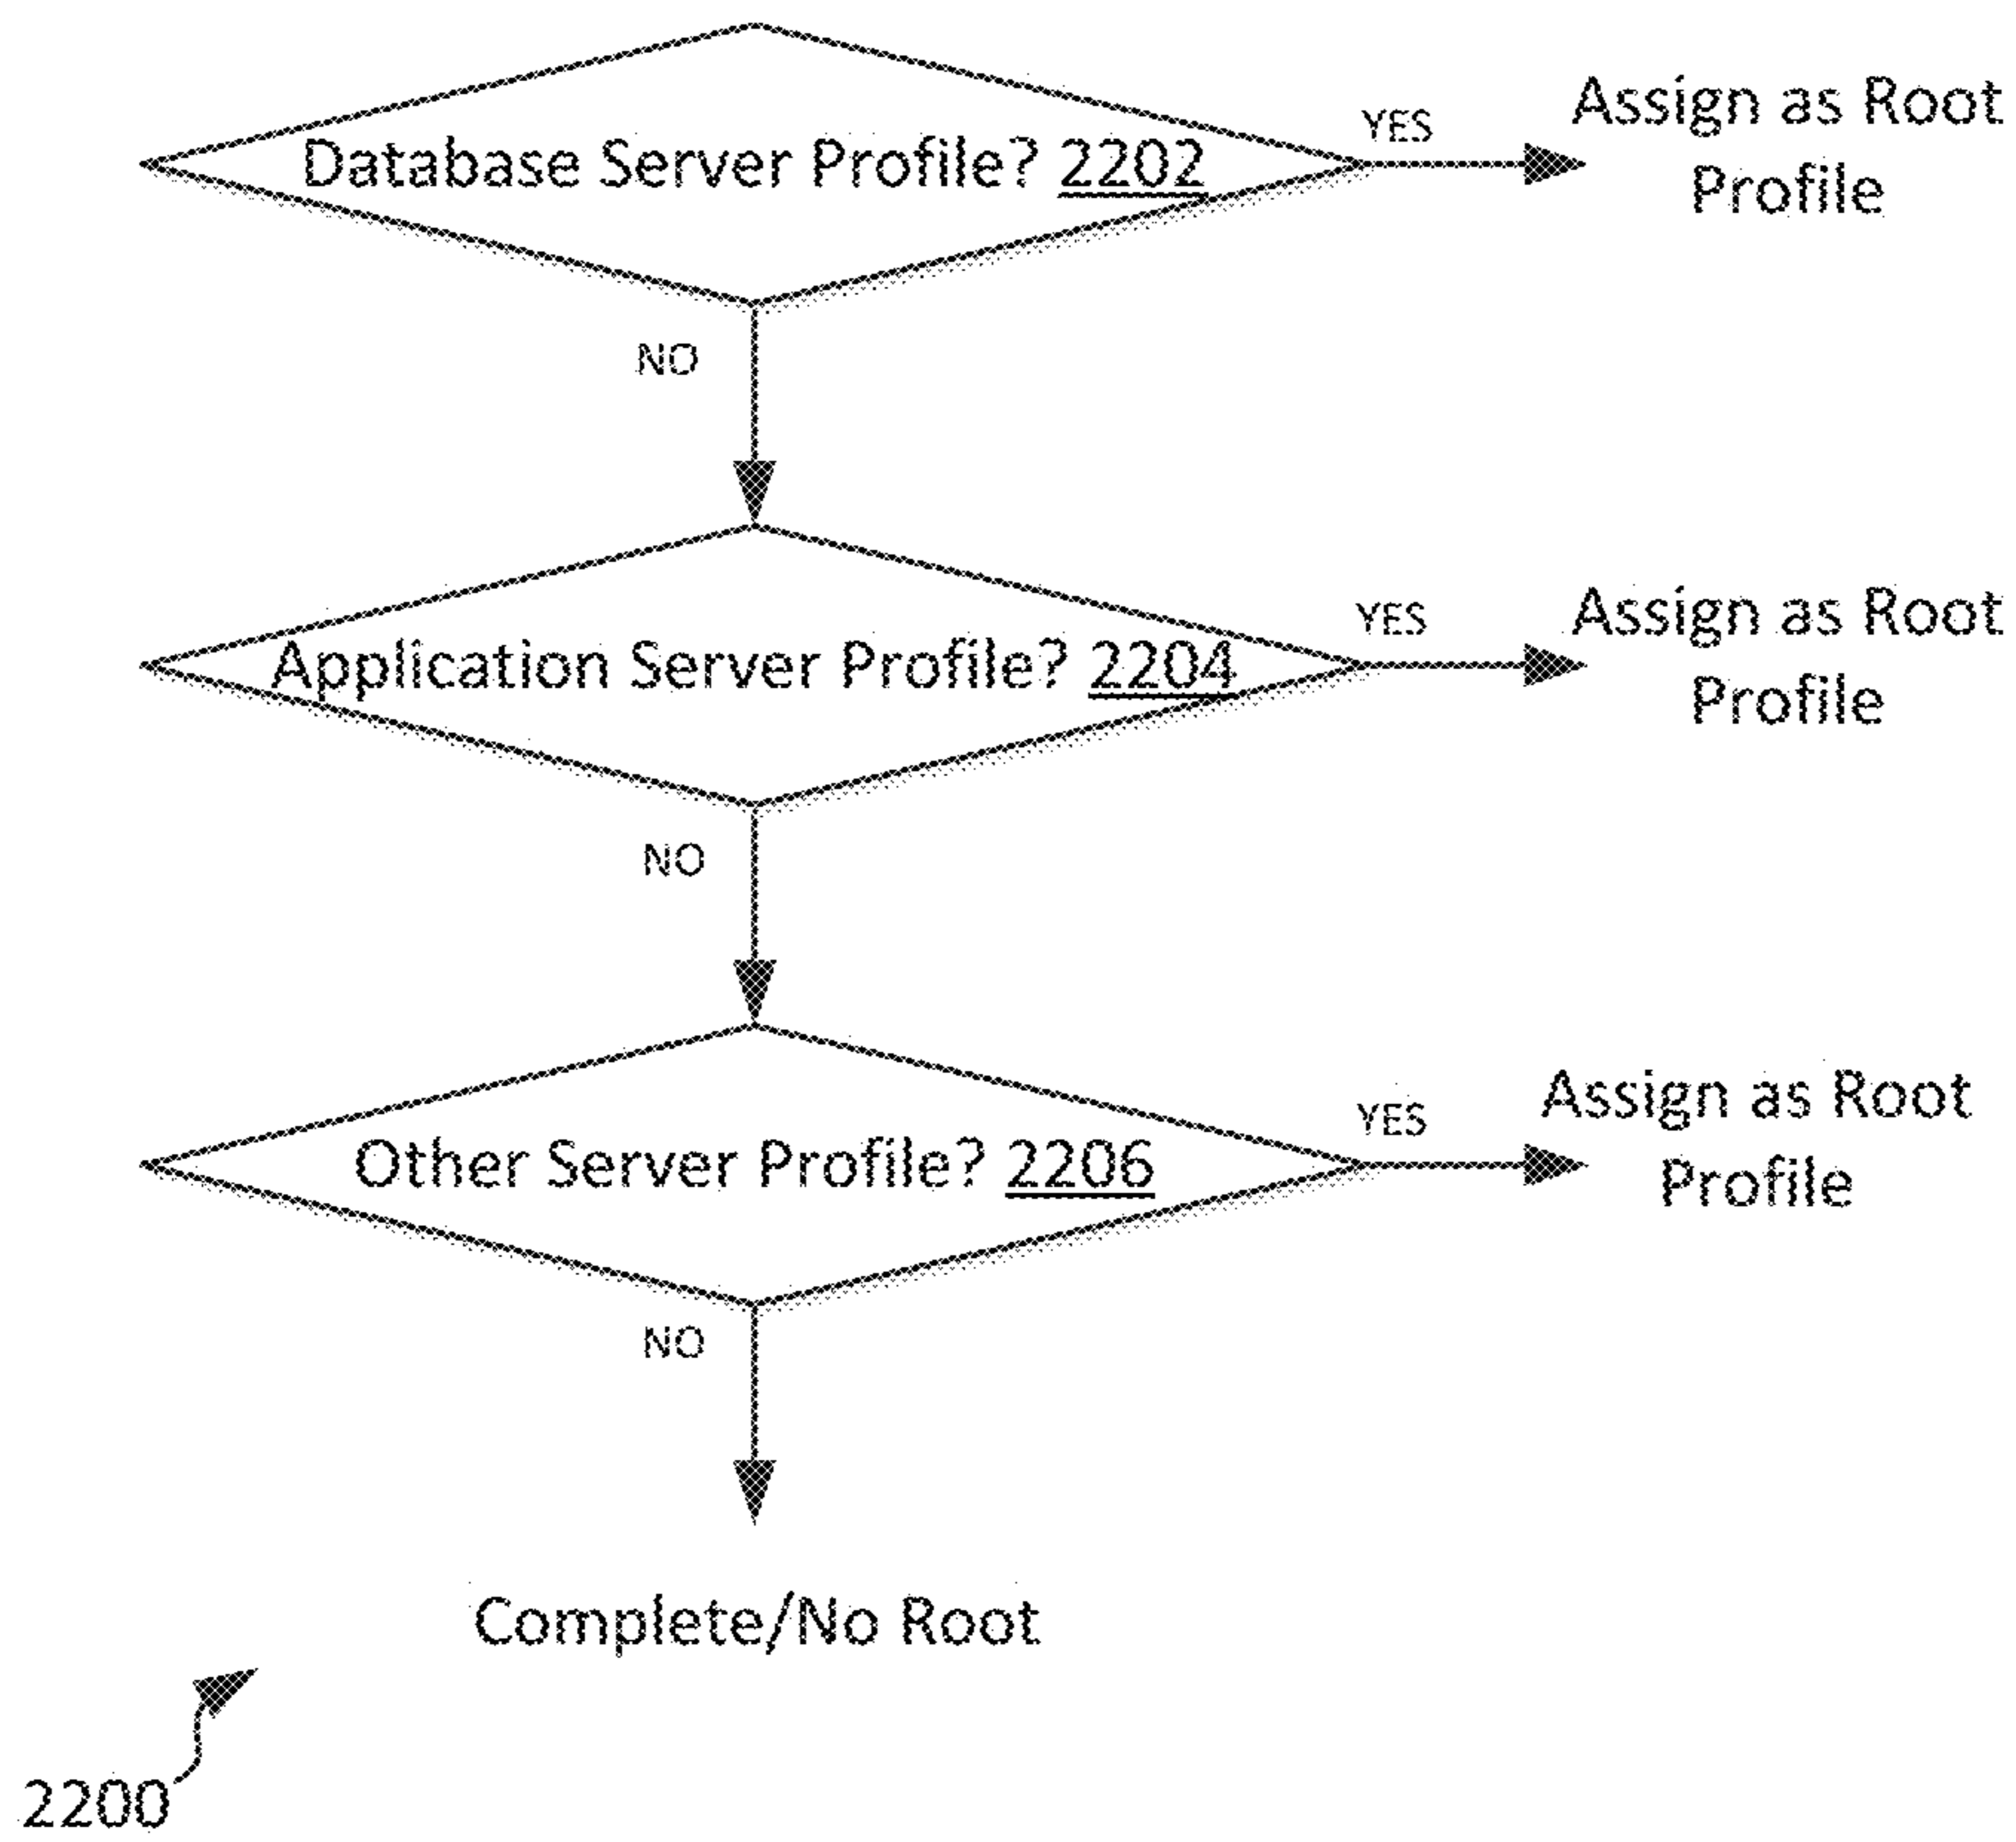 Database Server Profile? 2202
YES
Assign as Root
Profile
NO
Application Server Profile? 2204
YES
Assign as Root
Profile
NO
Other Server Profile? 2206
YES
Assign as Root
Profile
NO
Complete/No Root
2200